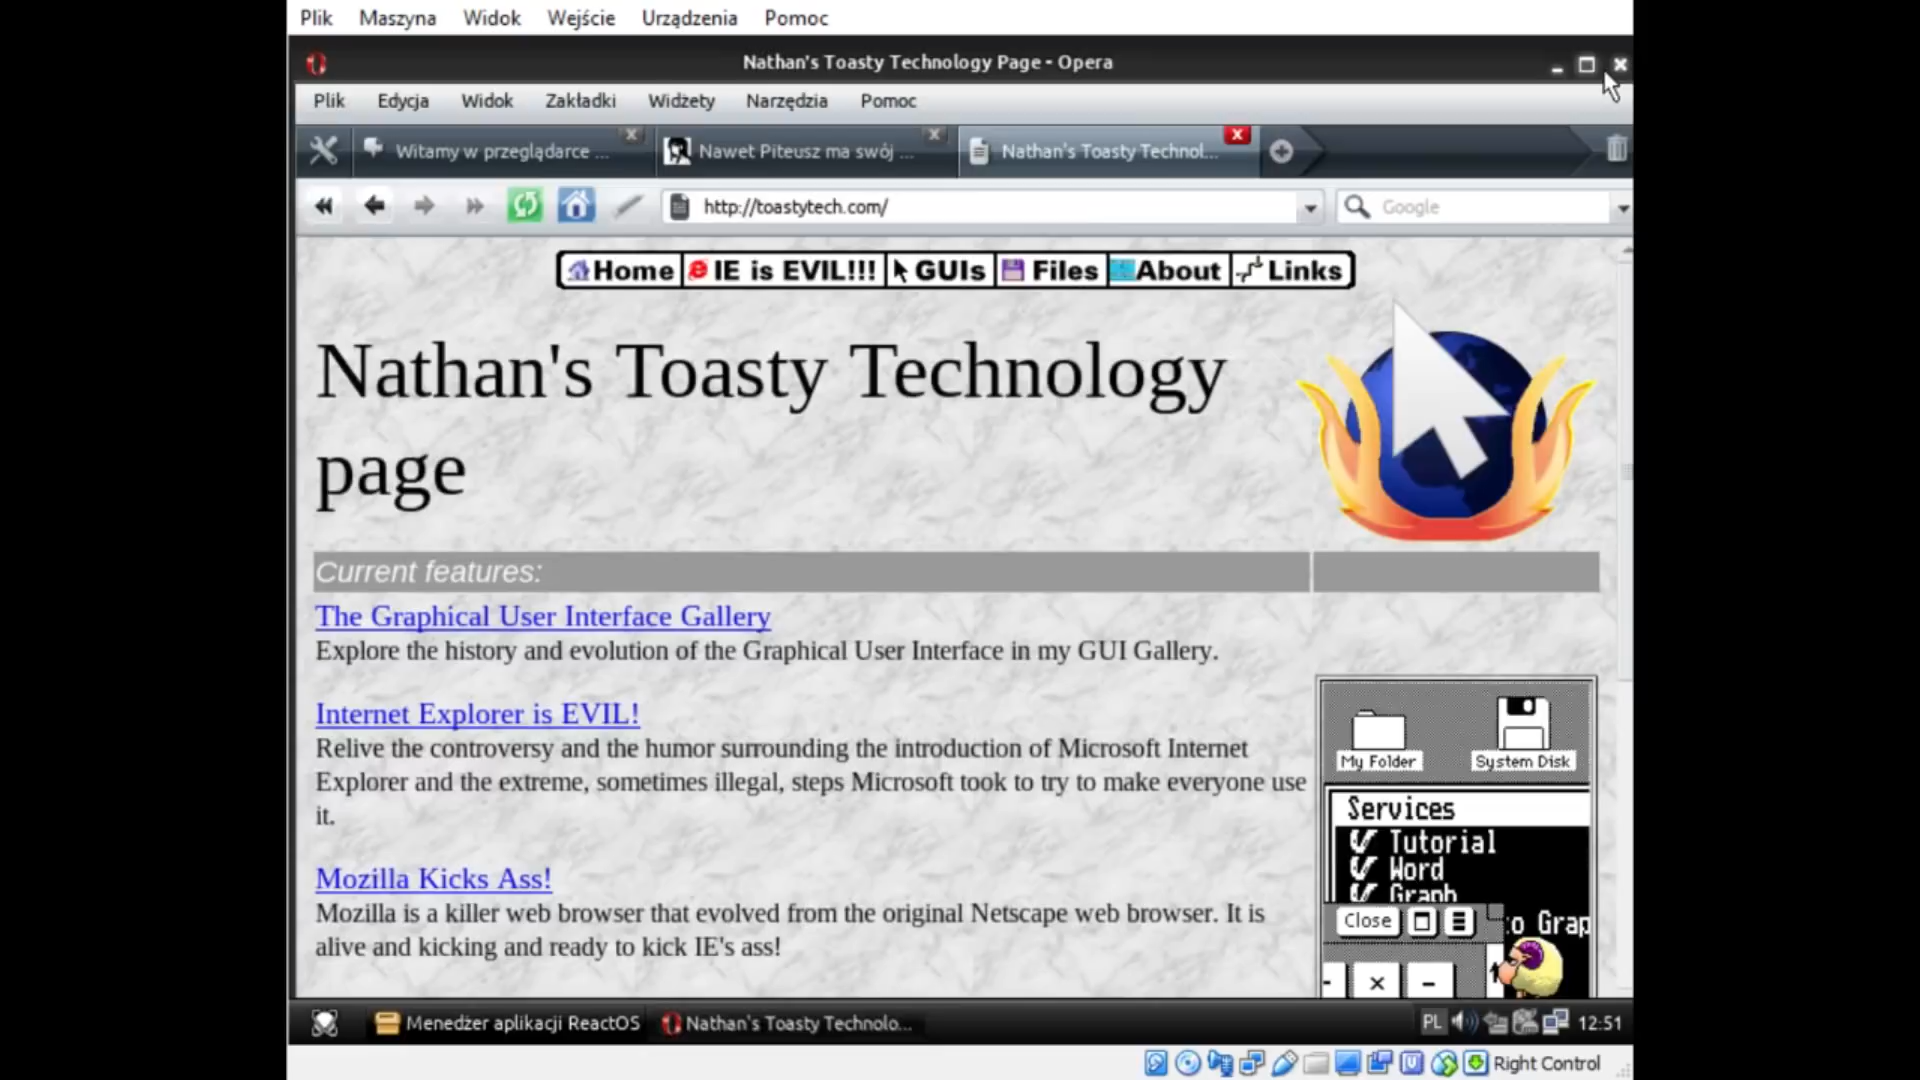 Plik Maszyna Widok Wejście Urządzenia Pomoc
Nathan's Toasty Technology Page - Opera
Plik Edycja Widok Zakładki Widżety Narzędzia Pomoc
Witamy w przeglądarce ...
Nawet Piteusz ma swój ...
Nathan's Toasty Technol...
http://toastytech.com/
Google
Home IE is EVIL!!! GUIs Files About Links
Nathan's Toasty Technology
page
Current features:
The Graphical User Interface Gallery
Explore the history and evolution of the Graphical User Interface in my GUI Gallery.
Internet Explorer is EVIL!
Relive the controversy and the humor surrounding the introduction of Microsoft Internet
Explorer and the extreme, sometimes illegal, steps Microsoft took to try to make everyone use
it.
Mozilla Kicks Ass!
Mozilla is a killer web browser that evolved from the original Netscape web browser. It is
alive and kicking and ready to kick IE's ass!
My Folder System Disk
Services
Tutorial
Word
Graph
Close
to Grap
Menedżer aplikacji ReactOS
Nathan's Toasty Technolo...
PL 12:51
Right Control